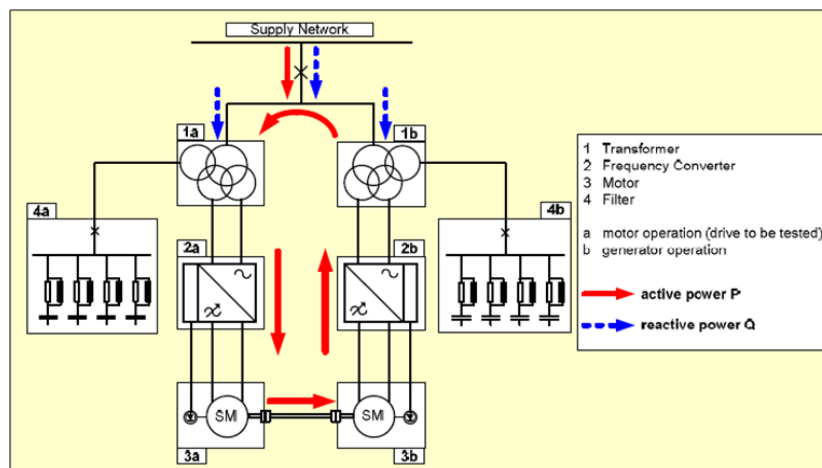 Supply Network
1a
1b
1 Transformer
2 Frequency Converter
3 Motor
4 Filter
4a
4b
a motor operation (drive to be tested)
b generator operation
2a
2b
active power P
reactive power Q
SM
SM
3a
3b